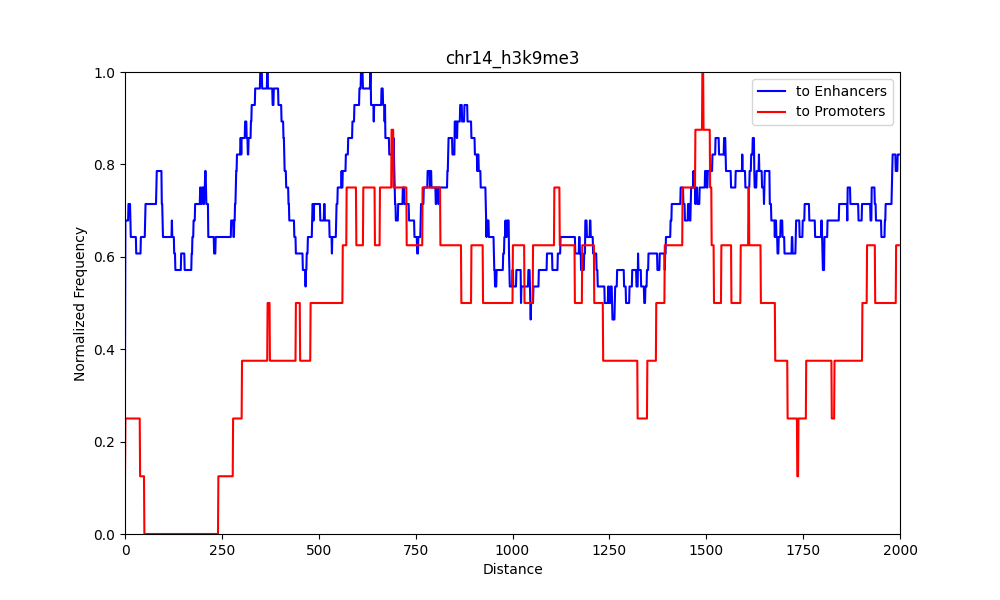 chr14_h3k9me3
Normalized Frequency
1.0
0.8
0.6
0.4
0.2
0.0
to Enhancers
to Promoters
0 250 500 750 1000 1250 1500 1750 2000
Distance